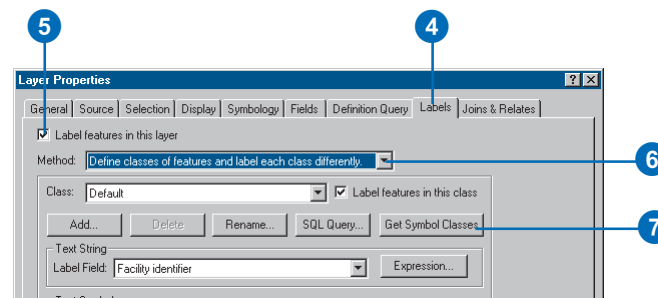 5 4
Layer Properties ? ×
General Source Selection Display Symbology Fields Definition Query Labels Joins & Relates
Label features in this layer
Method: Define classes of features and label each class differently. 6
Class: Default Label features in this class
Add... Delete Rename... SQL Query... Get Symbol Classes 7
Text String
Label Field: Facility identifier Expression...